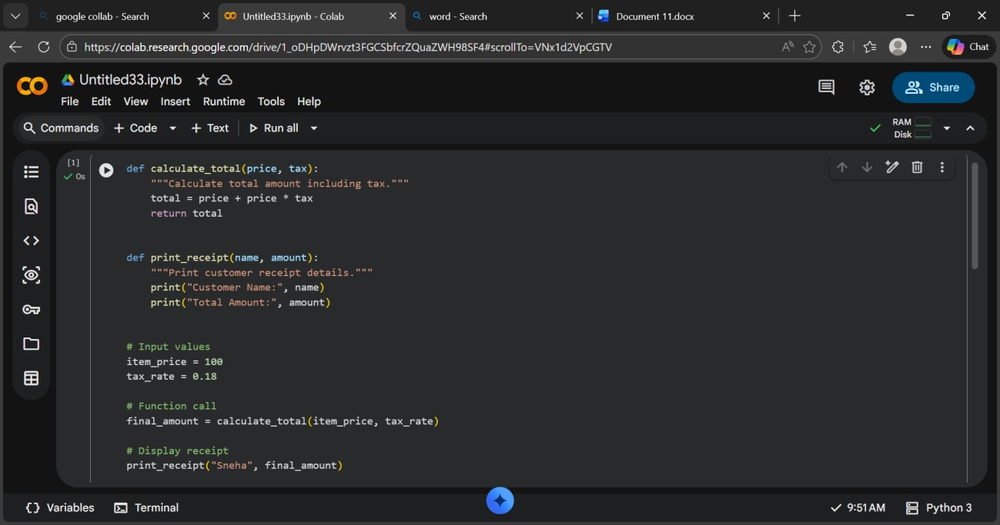 google collab - Search
Untitled33.ipynb - Colab
word - Search
Document 11.docx
https://colab.research.google.com/drive/1_oDHpDWrvzt3FGCSbfcrZQuaZWH98SF4#scrollTo=VNx1d2VpCGTV
Chat
Untitled33.ipynb
File Edit View Insert Runtime Tools Help
Share
Commands + Code + Text Run all
RAM
Disk
[1]
0s
def calculate_total(price, tax):
    """Calculate total amount including tax."""
    total = price + price * tax
    return total
def print_receipt(name, amount):
    """Print customer receipt details."""
    print("Customer Name:", name)
    print("Total Amount:", amount)
# Input values
item_price = 100
tax_rate = 0.18
# Function call
final_amount = calculate_total(item_price, tax_rate)
# Display receipt
print_receipt("Sneha", final_amount)
Variables Terminal
9:51 AM Python 3